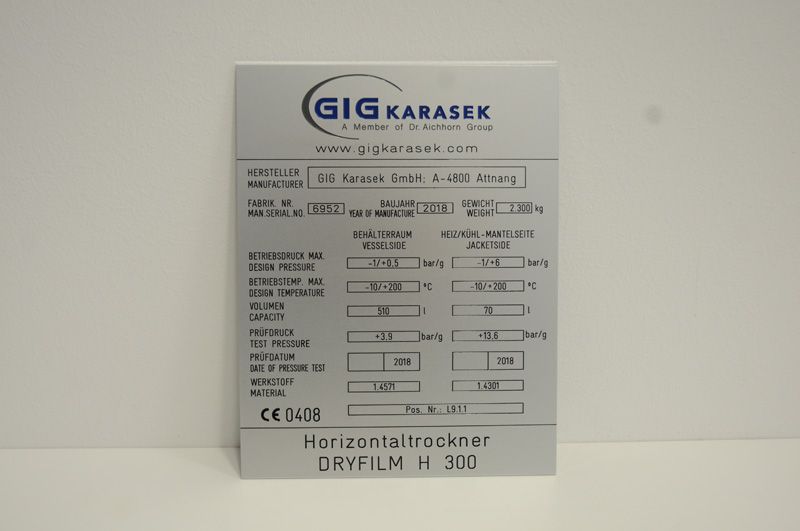 GIG KARASEK
A Member of Dr. Aichhorn Group
www.gigkarasek.com
HERSTELLER
MANUFACTURER
GIG Karasek GmbH; A-4800 Attnang
FABRIK. NR.
MAN.SERIAL.NO.
6952
BAUJAHR
YEAR OF MANUFACTURE
2018
GEWICHT
WEIGHT
2.300 kg
BEHÄLTERRAUM
VESSELSIDE
HEIZ/KÜHL-MANTELSEITE
JACKETSIDE
BETRIEBSDRUCK MAX.
DESIGN PRESSURE
-1/+0,5 bar/g -1/+6 bar/g
BETRIEBSTEMP. MAX.
DESIGN TEMPERATURE
-10/+200 °C -10/+200 °C
VOLUMEN
CAPACITY
510 l 70 l
PRÜFDRUCK
TEST PRESSURE
+3,9 bar/g +13,6 bar/g
PRÜFDATUM
DATE OF PRESSURE TEST
2018 2018
WERKSTOFF
MATERIAL
1.4571 1.4301
CE 0408
Pos. Nr.: L9.1.1
Horizontaltrockner
DRYFILM H 300